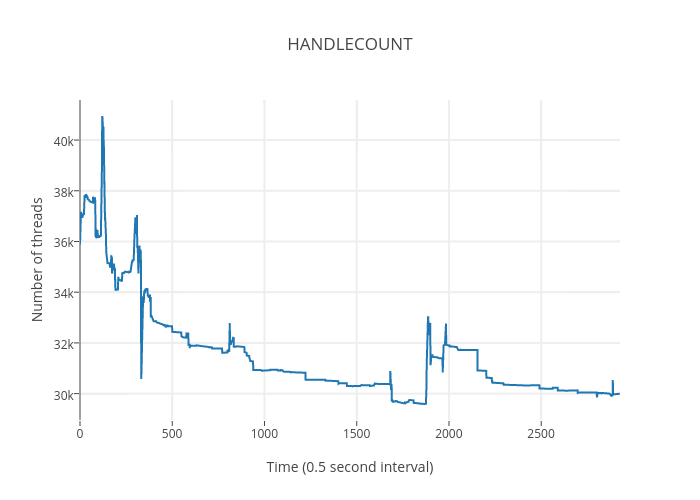 HANDLECOUNT
Number of threads
40k
38k
36k
34k
32k
30k
0 500 1000 1500 2000 2500
Time (0.5 second interval)